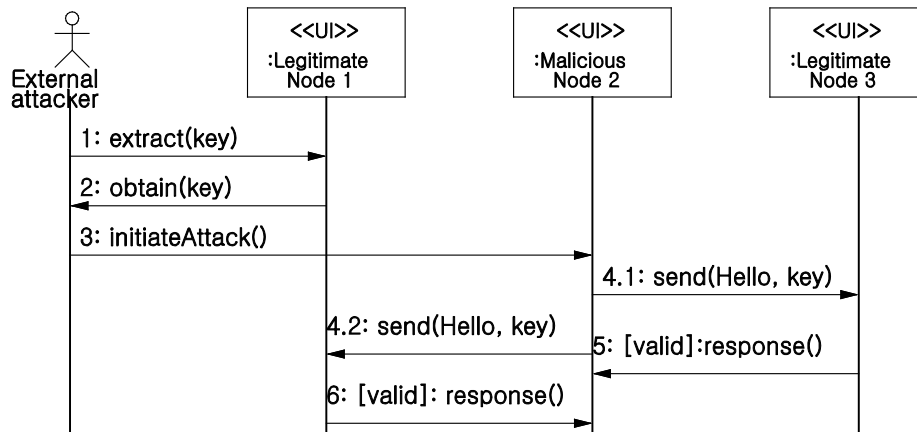 External
attacker
<<UI>>
:Legitimate
Node 1
<<UI>>
:Malicious
Node 2
<<UI>>
:Legitimate
Node 3
1: extract(key)
2: obtain(key)
3: initiateAttack()
4.1: send(Hello, key)
4.2: send(Hello, key)
5: [valid]:response()
6: [valid]: response()